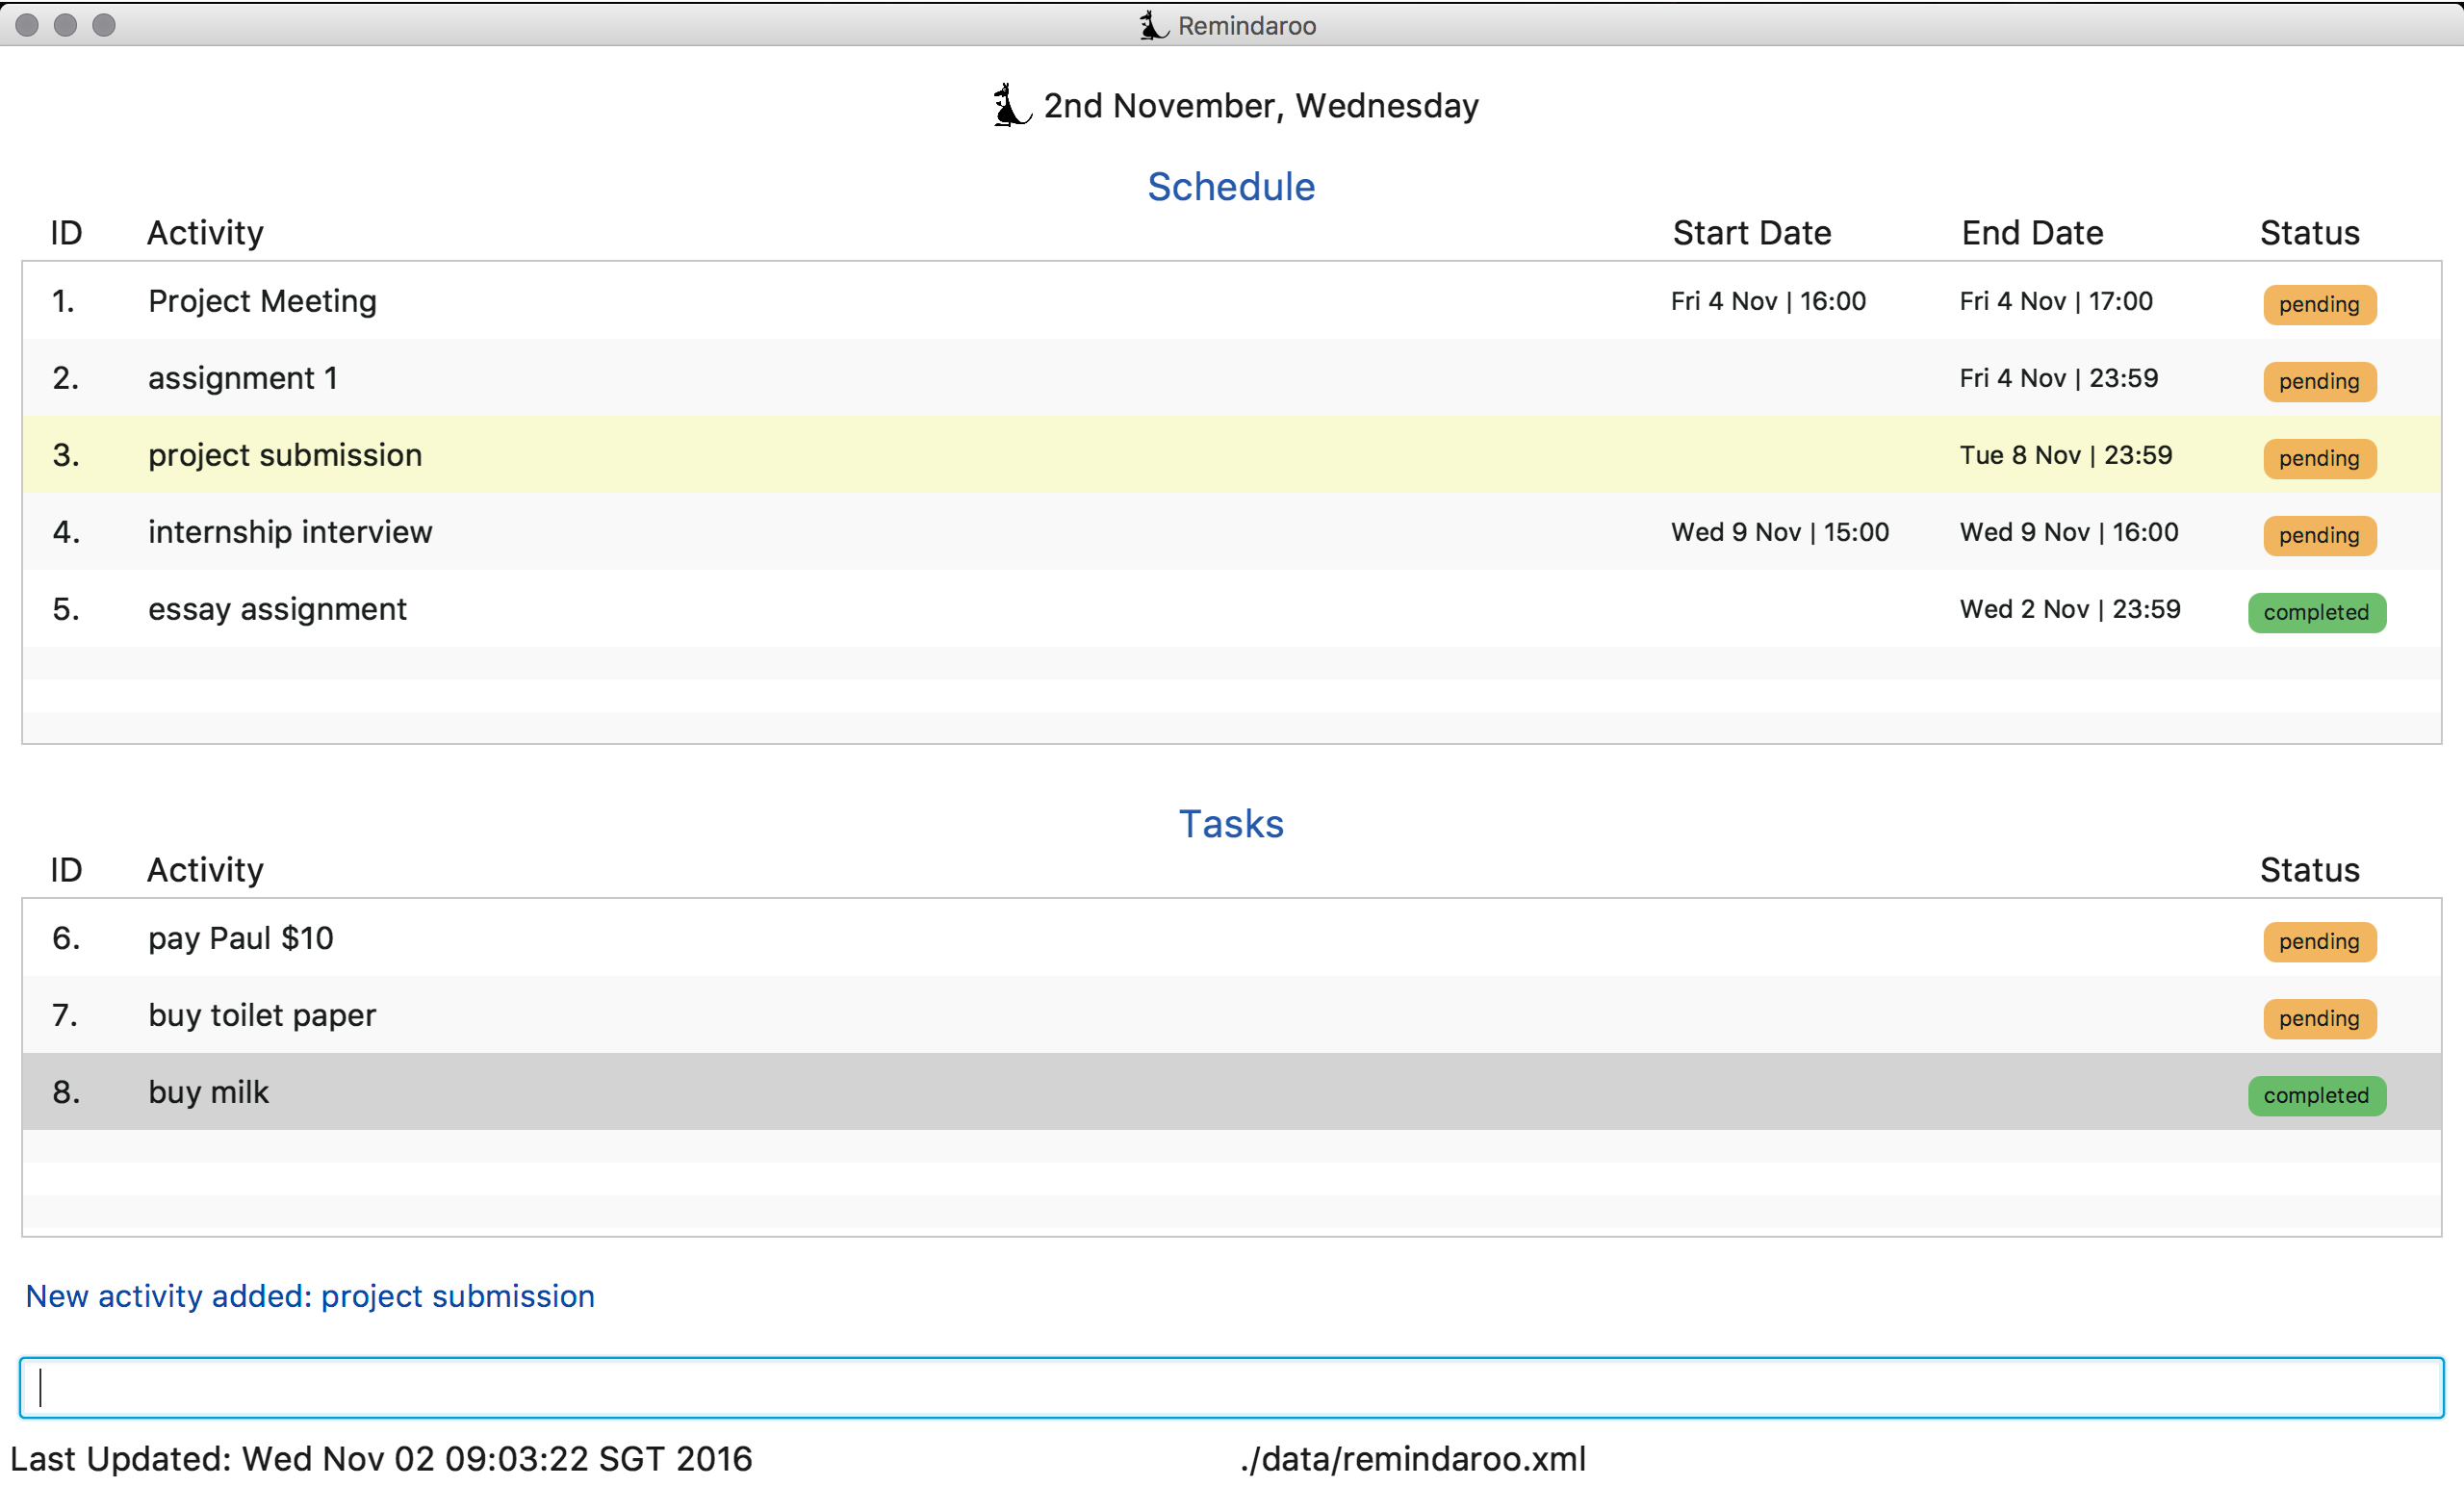 Remindaroo
2nd November, Wednesday
Schedule
ID Activity Start Date End Date Status
1. Project Meeting Fri 4 Nov | 16:00 Fri 4 Nov | 17:00 pending
2. assignment 1 Fri 4 Nov | 23:59 pending
3. project submission Tue 8 Nov | 23:59 pending
4. internship interview Wed 9 Nov | 15:00 Wed 9 Nov | 16:00 pending
5. essay assignment Wed 2 Nov | 23:59 completed
Tasks
ID Activity Status
6. pay Paul $10 pending
7. buy toilet paper pending
8. buy milk completed
New activity added: project submission
Last Updated: Wed Nov 02 09:03:22 SGT 2016 ./data/remindaroo.xml